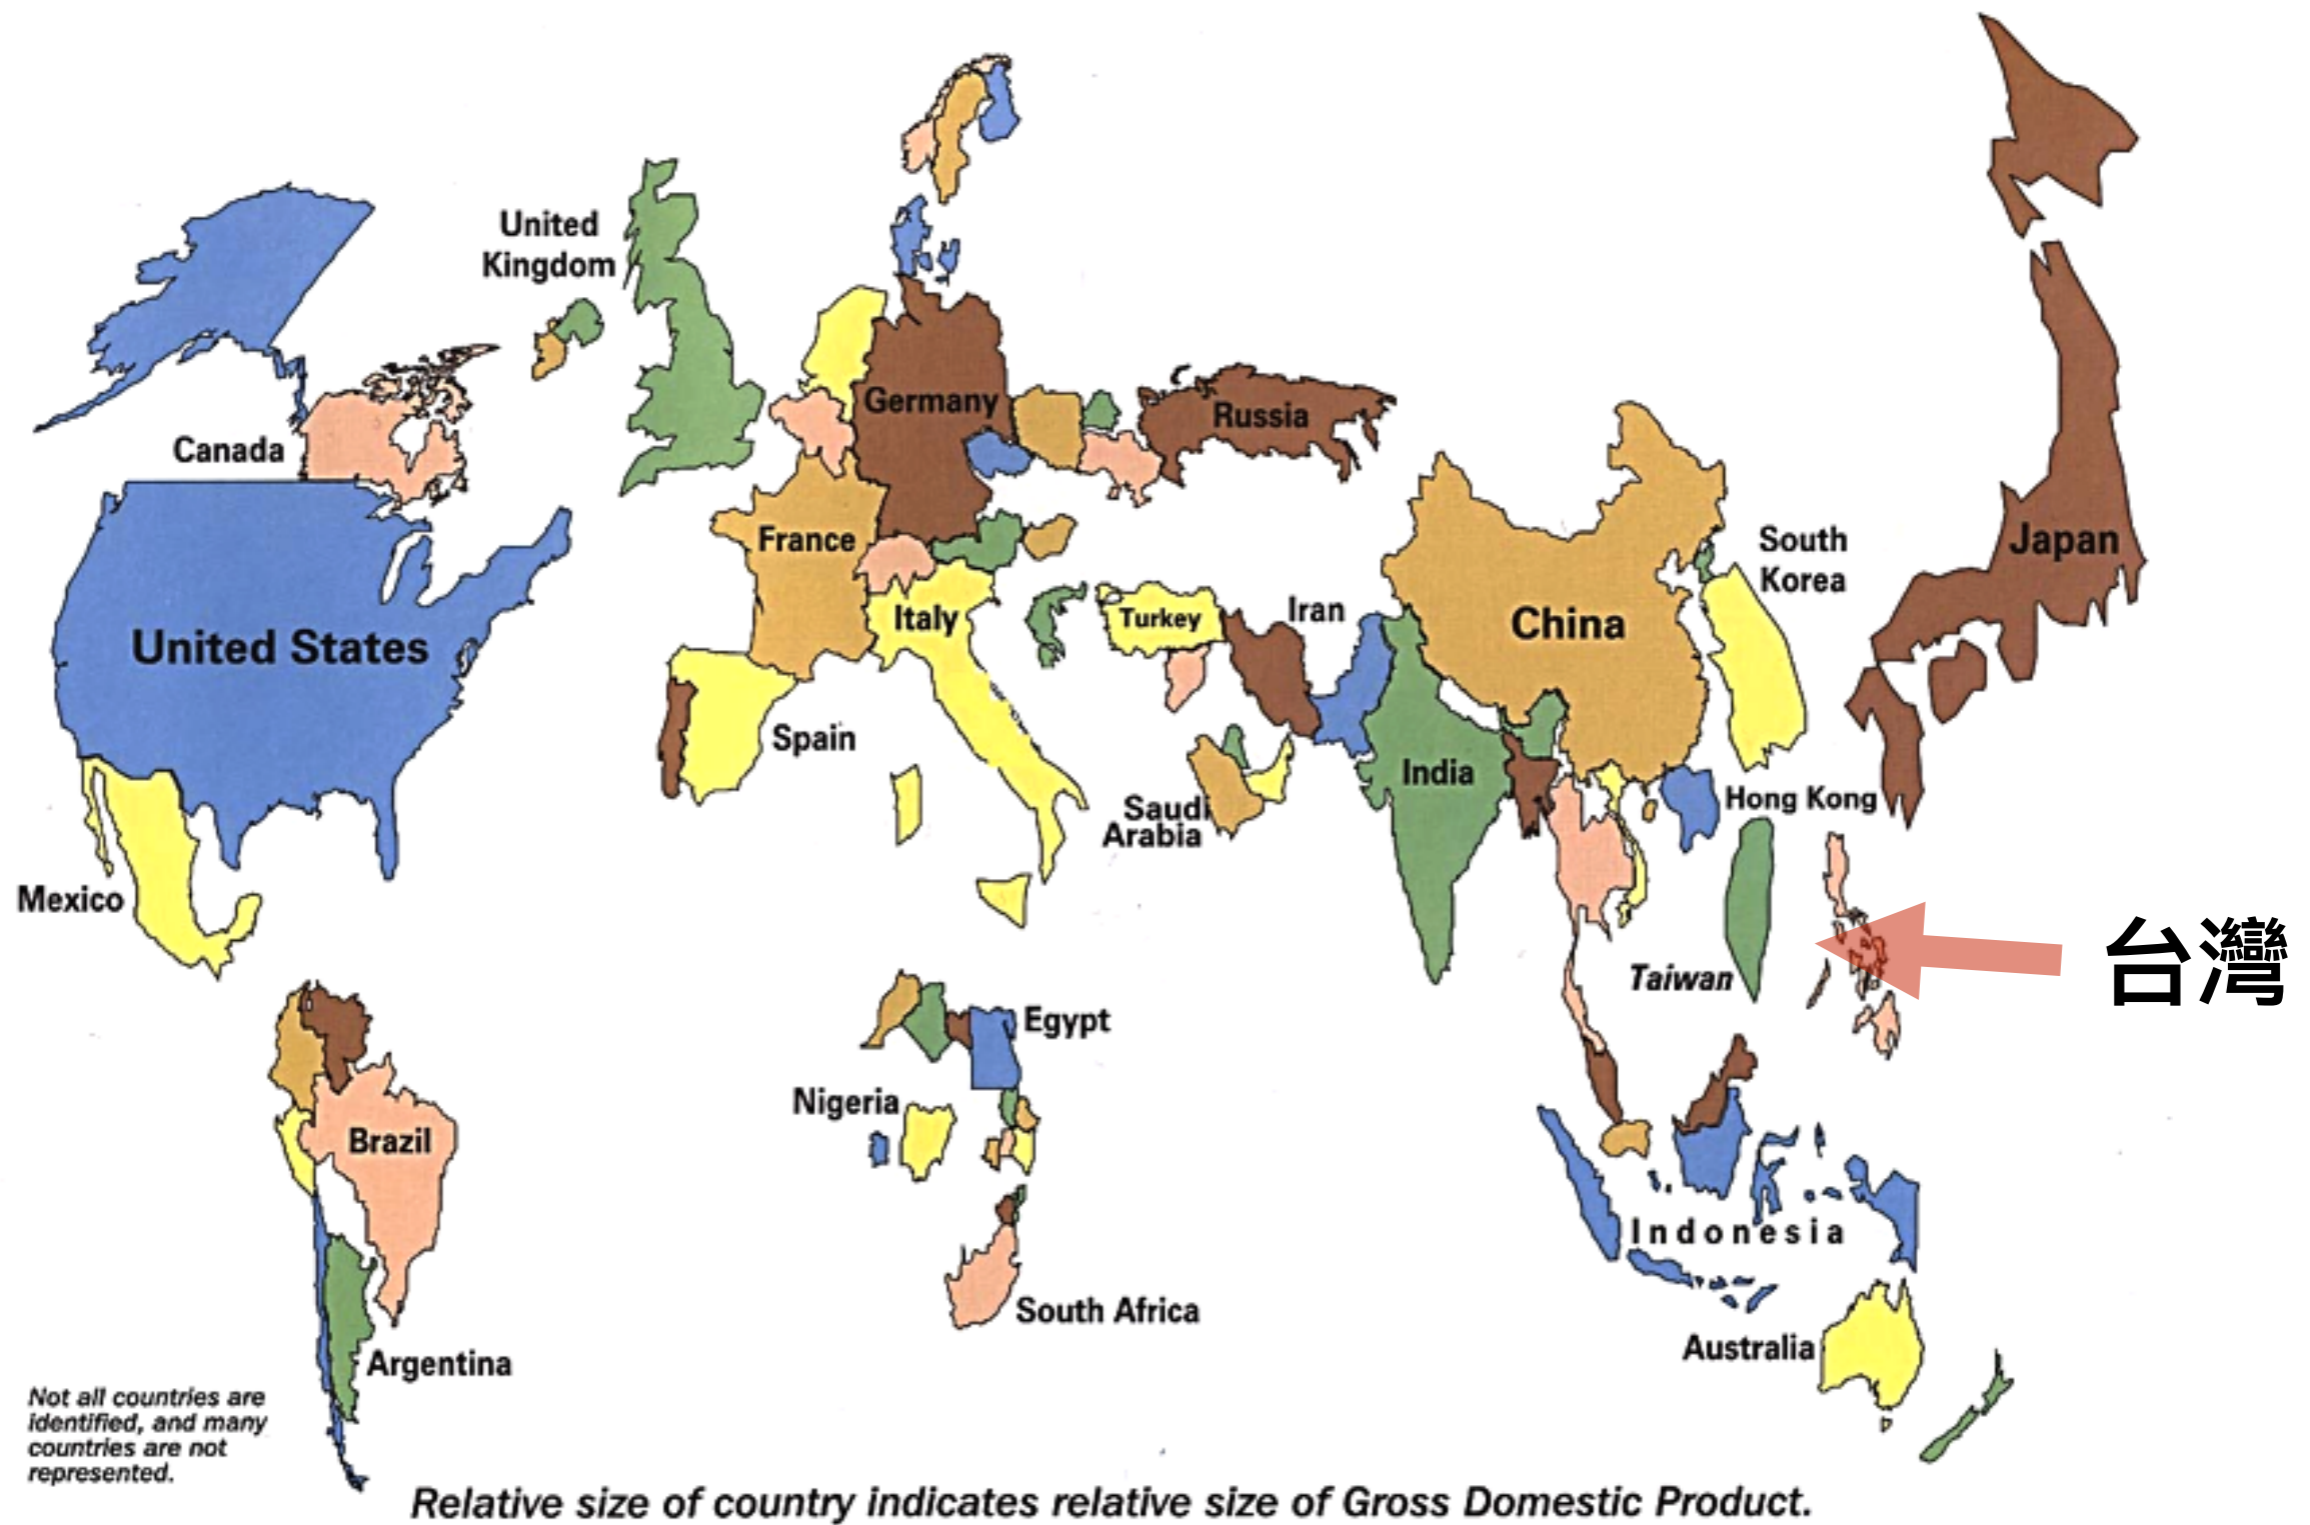 United
Kingdom
Canada
Germany
Russia
France
South
Korea
Japan
United States
Italy
Turkey
Iran
China
Spain
India
Saudi
Arabia
Hong Kong
Mexico
Taiwan
台灣
Egypt
Nigeria
Brazil
Indonesia
South Africa
Australia
Argentina
Not all countries are
identified, and many
countries are not
represented.
Relative size of country indicates relative size of Gross Domestic Product.